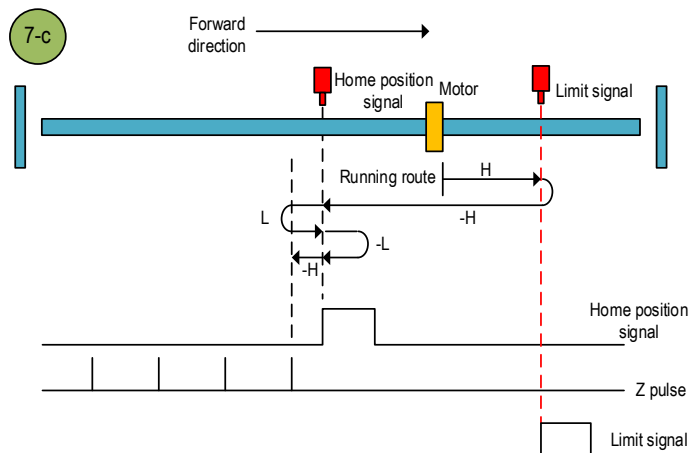 7-c
Forward
direction
Home position
signal
Motor
Limit signal
Running route
H
L
-H
-L
-H
Home position
signal
Z pulse
Limit signal